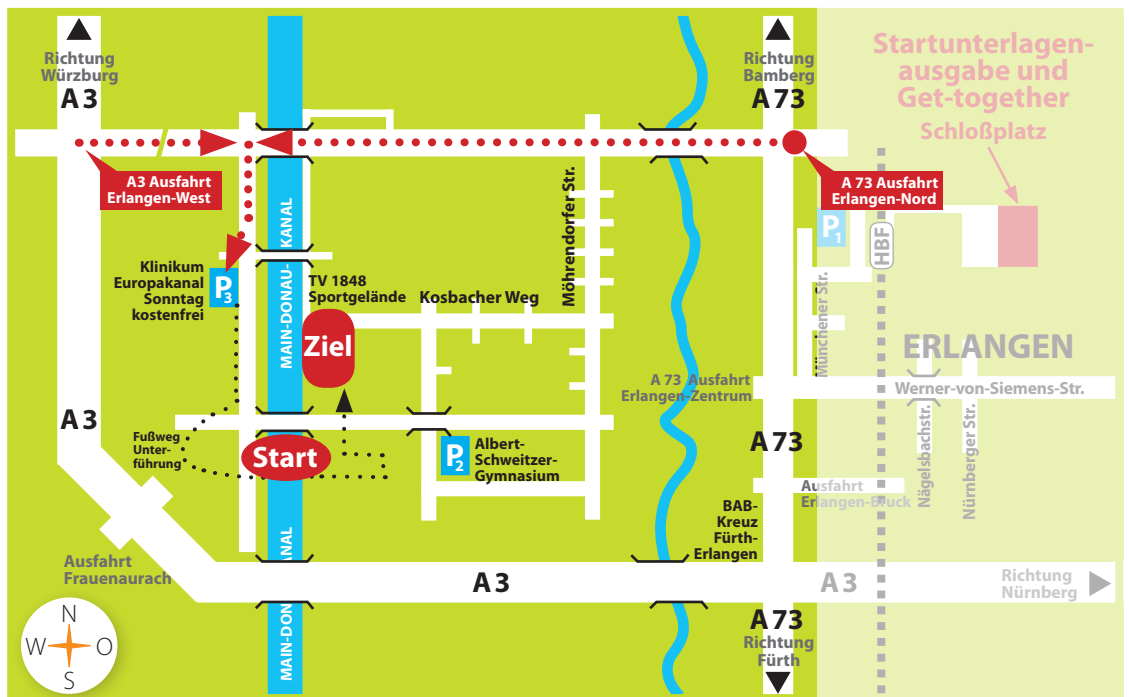 Richtung
Würzburg
A 3
Richtung
Bamberg
A 73
Startunterlagen-
ausgabe und
Get-together
Schloßplatz
A3 Ausfahrt
Erlangen-West
A 73 Ausfahrt
Erlangen-Nord
MAIN-DONAU-KANAL
Möhrendorfer Str.
P1
HBF
Klinikum
Europakanal
Sonntag
kostenfrei
P3
TV 1848
Sportgelände
Kosbacher Weg
Ziel
Münchener Str.
ERLANGEN
A 73 Ausfahrt
Erlangen-Zentrum
Werner-von-Siemens-Str.
A 3
Fußweg
Unter-
führung
Start
P2
Albert-
Schweitzer-
Gymnasium
A 73
Nägelsbachstr.
Nürnberger Str.
Ausfahrt
Erlangen-Bruck
BAB-
Kreuz
Fürth-
Erlangen
Ausfahrt
Frauenaurach
ANAL
A 3
A 3
Richtung
Nürnberg
MAIN-DON
A 73
Richtung
Fürth
N
W O
S